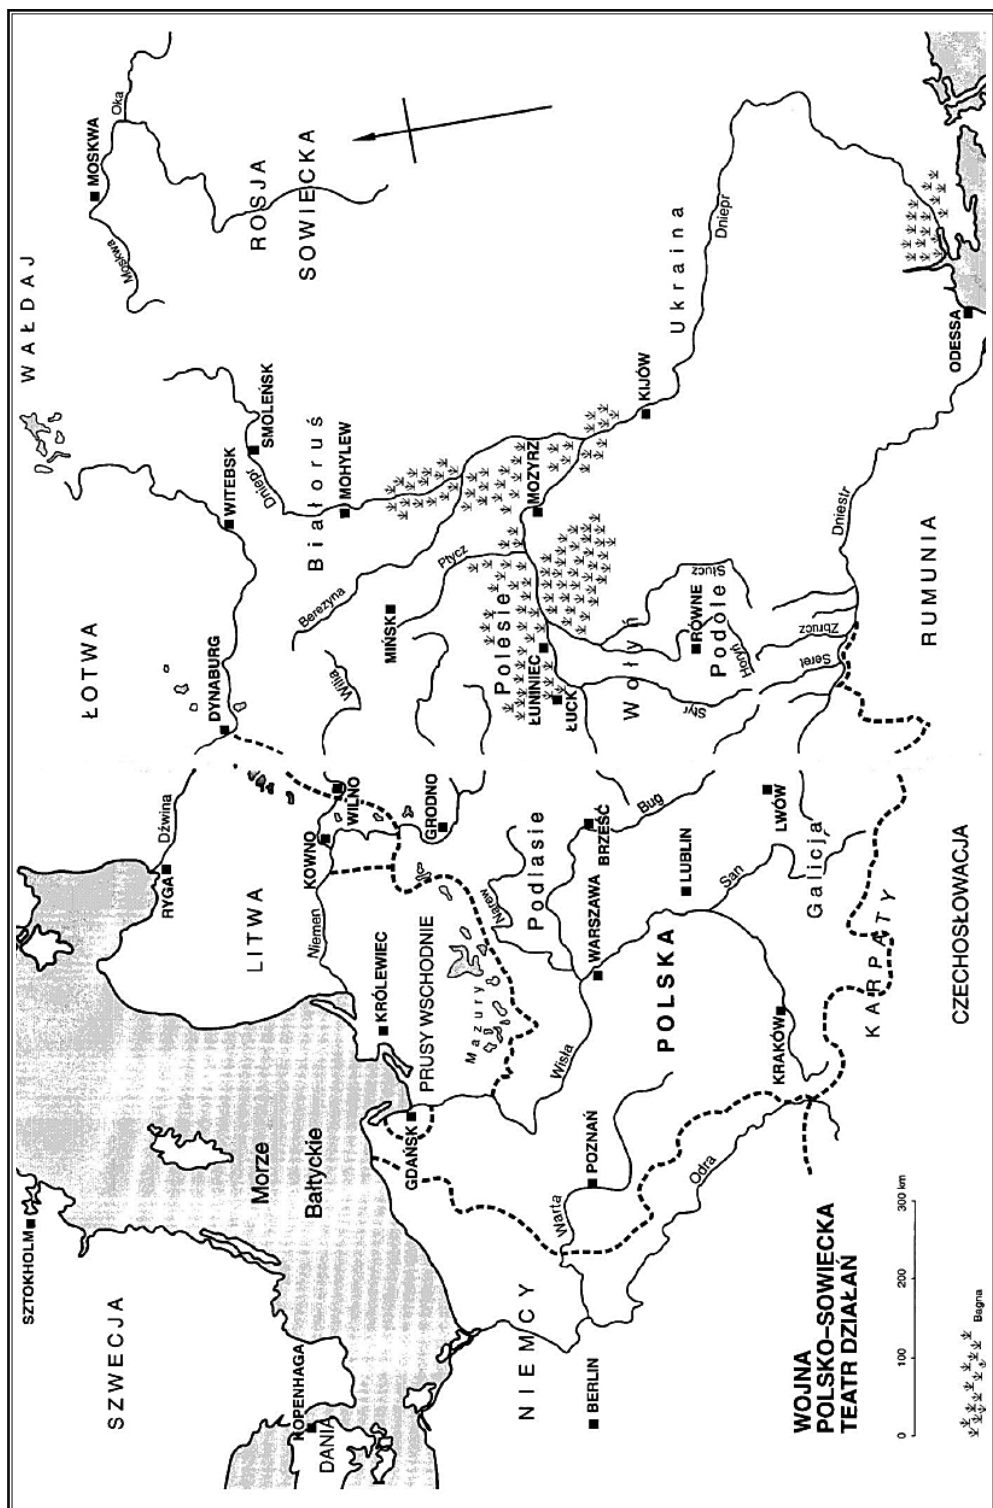 SZWECJA
SZTOKHOLM
KOPENHAGA
DANIA
Morze
Bałtyckie
RYGA
Dźwina
ŁOTWA
DYNABURG
WITEBSK
WAŁDAJ
MOSKWA
Moskwa
Oka
ROSJA
SOWIECKA
LITWA
KOWNO
WILNO
Niemen
Wilia
KRÓLEWIEC
PRUSY WSCHODNIE
Mazury
GDAŃSK
GRODNO
MIŃSK
Berezyna
Białoruś
SMOLEŃSK
Dniepr
MOHYLEW
Ptycz
NIEMCY
BERLIN
POZNAŃ
Warta
Odra
Wisła
Narew
Podlasie
WARSZAWA
BRZEŚĆ
POLSKA
LUBLIN
Bug
Polesie
ŁUNINIEC
ŁUCK
MOZYRZ
KIJÓW
Ukraina
Dniepr
Wołyń
RÓWNE
Podole
Styr
Horyń
Słucz
Seret
Zbrucz
Dniestr
ODESSA
RUMUNIA
LWÓW
Galicja
San
KRAKÓW
KARPATY
CZECHOSŁOWACJA
WOJNA
POLSKO–SOWIECKA
TEATR DZIAŁAŃ
0 100 200 300 km
Bagna